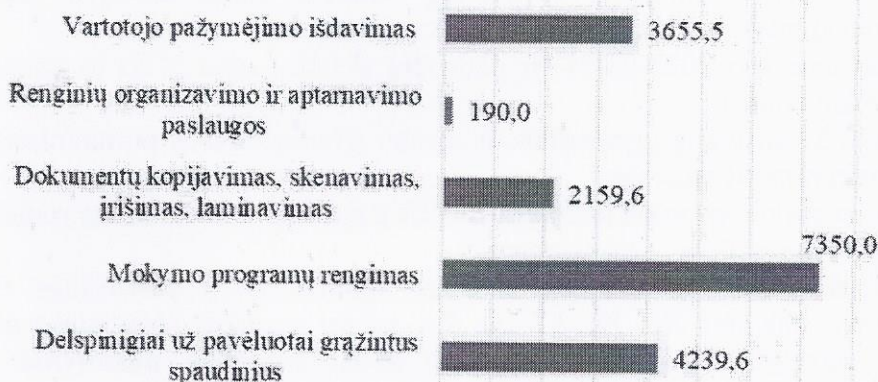 Vartotojo pažymėjimo išdavimas
3655,5
Renginių organizavimo ir aptarnavimo
paslaugos
190,0
Dokumentų kopijavimas, skenavimas,
įrišimas, laminavimas
2159,6
7350,0
Mokymo programų rengimas
Delspinigiai už pavėluotai grąžintus
spaudinius
4239,6